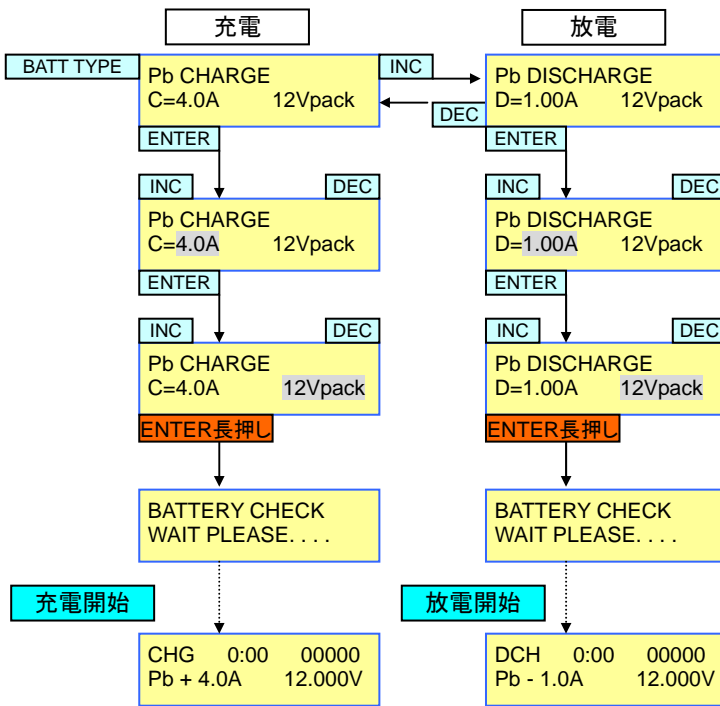 充電
放電
BATT TYPE
Pb CHARGE
C=4.0A 12Vpack
INC
DEC
Pb DISCHARGE
D=1.00A 12Vpack
ENTER
ENTER
INC DEC
Pb CHARGE
C=4.0A 12Vpack
INC DEC
Pb DISCHARGE
D=1.00A 12Vpack
ENTER
ENTER
INC DEC
Pb CHARGE
C=4.0A 12Vpack
INC DEC
Pb DISCHARGE
D=1.00A 12Vpack
ENTER長押し
ENTER長押し
BATTERY CHECK
WAIT PLEASE. . . .
BATTERY CHECK
WAIT PLEASE. . . .
充電開始
放電開始
CHG 0:00 00000
Pb + 4.0A 12.000V
DCH 0:00 00000
Pb - 1.0A 12.000V